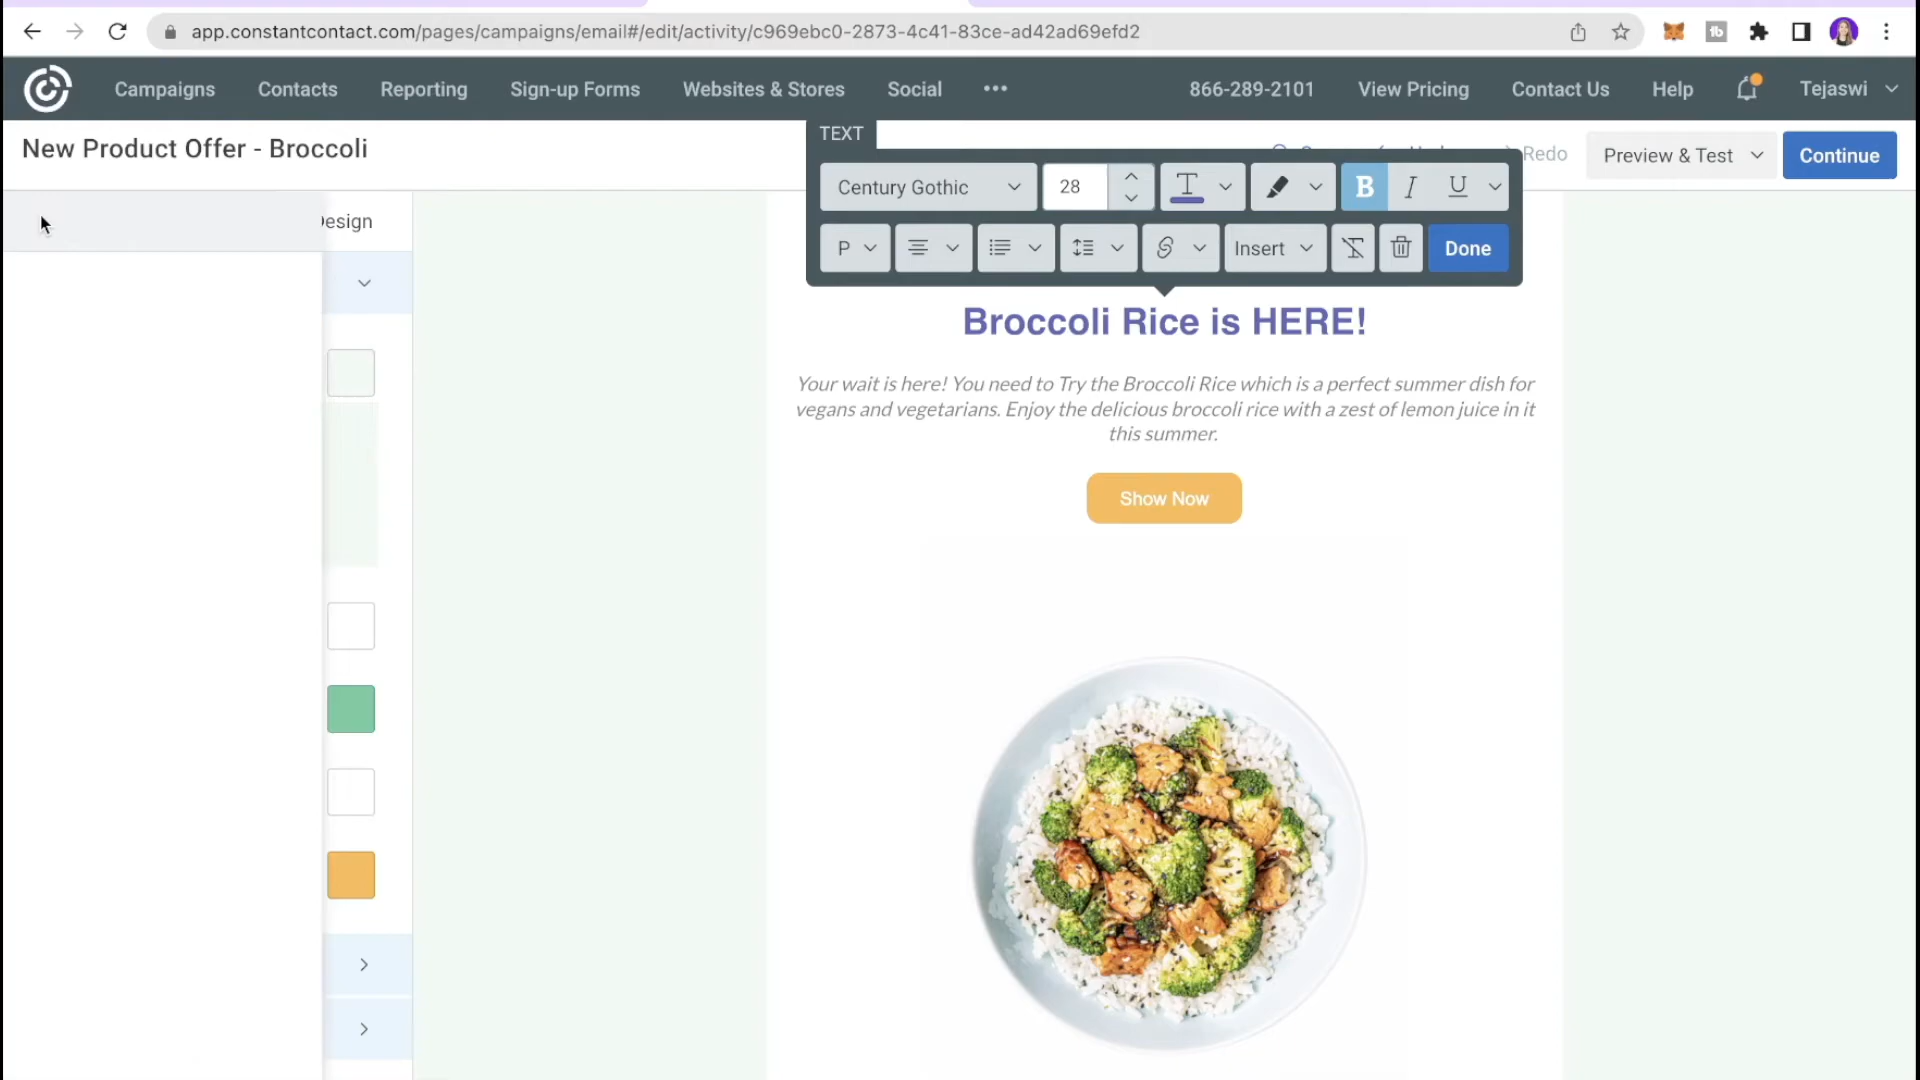 app.constantcontact.com/pages/campaigns/email#/edit/activity/c969ebc0-2873-4c41-83ce-ad42ad69efd2
Campaigns Contacts Reporting Sign-up Forms Websites & Stores Social 866-289-2101 View Pricing Contact Us Help Tejaswi
New Product Offer - Broccoli
TEXT
Redo
Preview & Test
Continue
Century Gothic 28 T B I U
esign
P Insert Done
Broccoli Rice is HERE!
Your wait is here! You need to Try the Broccoli Rice which is a perfect summer dish for
vegans and vegetarians. Enjoy the delicious broccoli rice with a zest of lemon juice in it
this summer.
Show Now